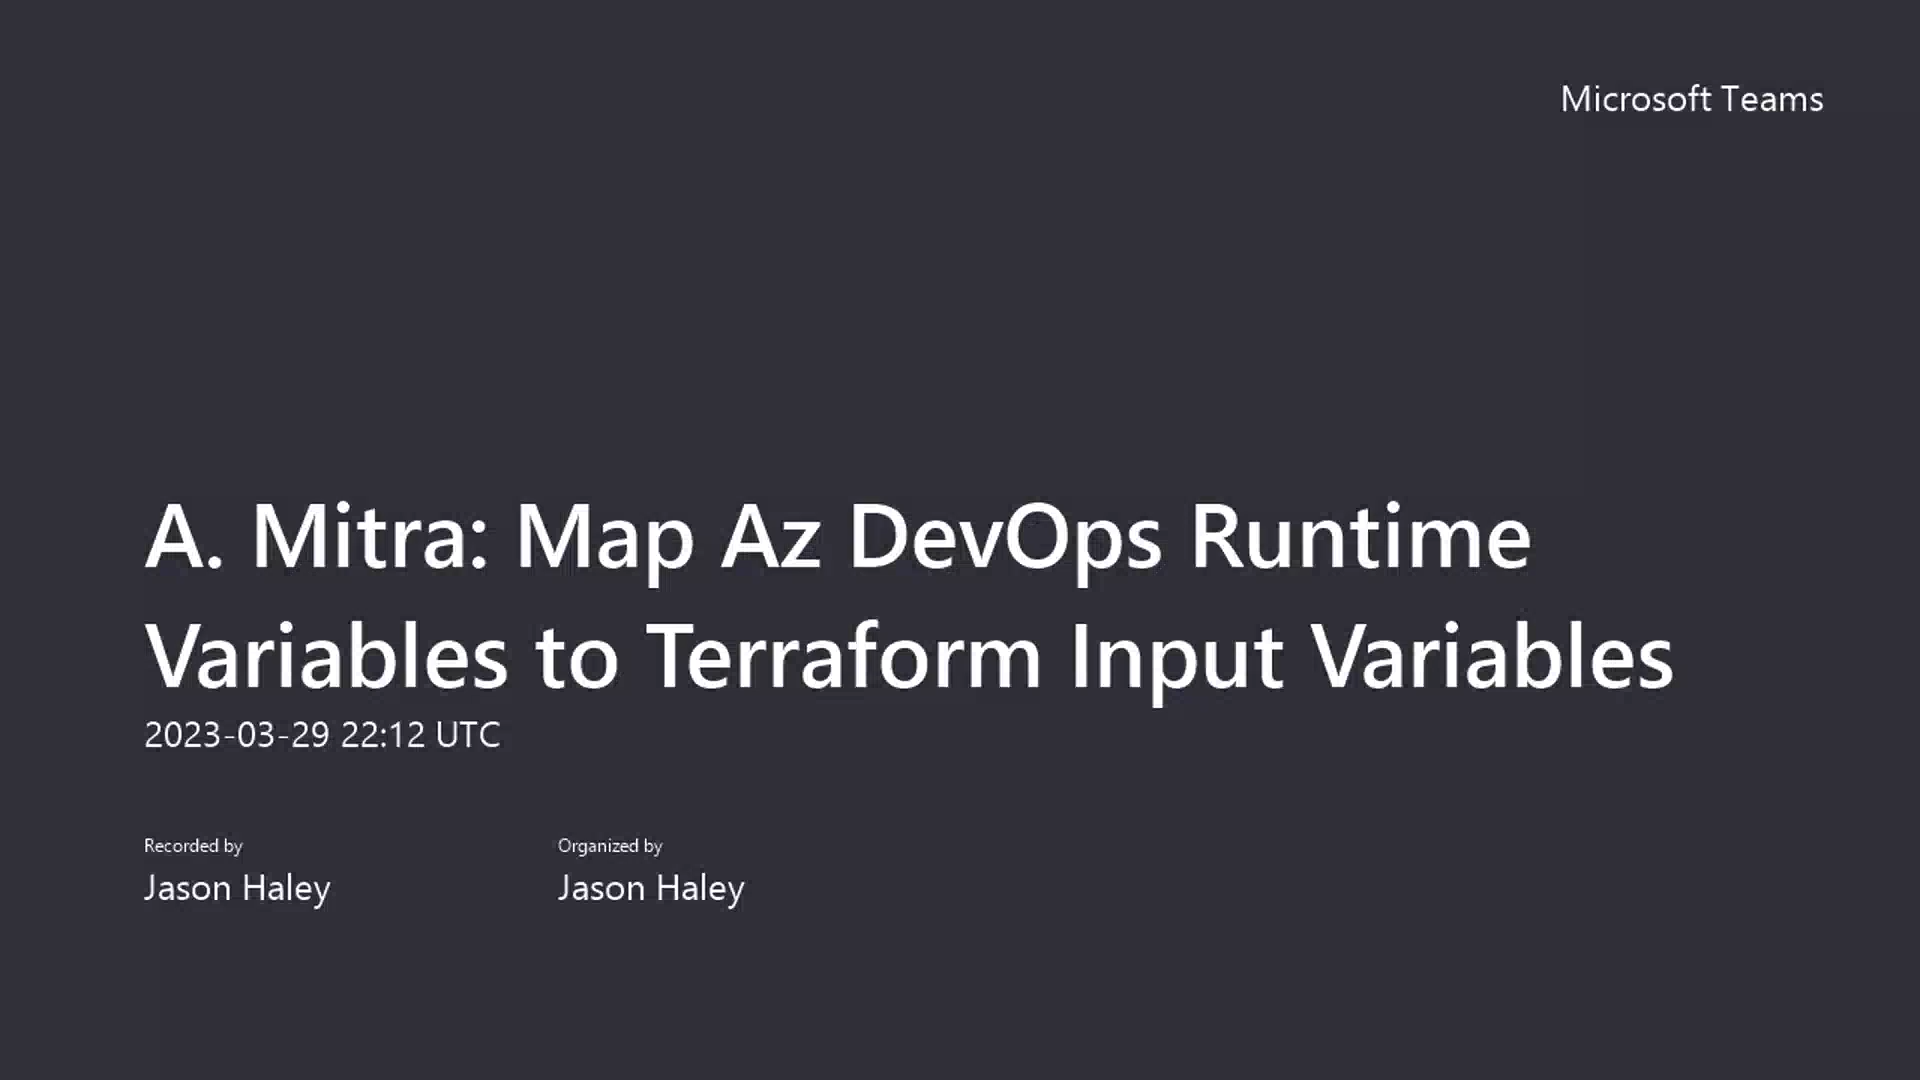 Microsoft Teams
A. Mitra: Map Az DevOps Runtime
Variables to Terraform Input Variables
2023-03-29 22:12 UTC
Recorded by
Jason Haley
Organized by
Jason Haley